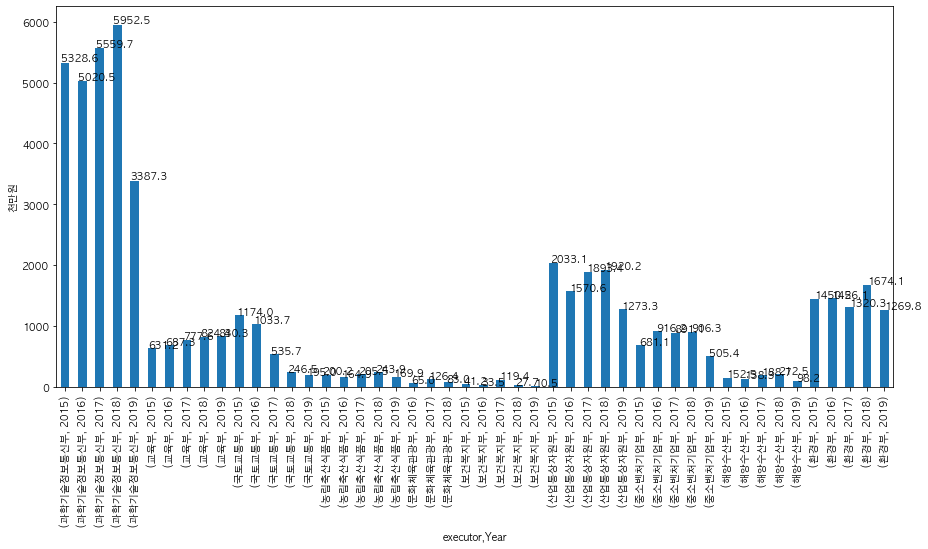 6000
5000
4000
3000
2000
1000
0
천만원
5328.6
5020.5
5559.7
5952.5
3387.3
687.3
840.3
1174.0
1033.7
535.7
246.5
243.9
169.9
126.4
119.4
10.5
2033.1
1570.6
1893.4
1920.2
1273.3
681.1
906.3
505.4
212.5
98.2
1436.1
1320.3
1674.1
1269.8
(과학기술정보통신부, 2015)
(과학기술정보통신부, 2016)
(과학기술정보통신부, 2017)
(과학기술정보통신부, 2018)
(과학기술정보통신부, 2019)
(교육부, 2015)
(교육부, 2016)
(교육부, 2017)
(교육부, 2018)
(교육부, 2019)
(국토교통부, 2015)
(국토교통부, 2016)
(국토교통부, 2017)
(국토교통부, 2018)
(국토교통부, 2019)
(농림축산식품부, 2015)
(농림축산식품부, 2016)
(농림축산식품부, 2017)
(농림축산식품부, 2018)
(농림축산식품부, 2019)
(문화체육관광부, 2016)
(문화체육관광부, 2017)
(문화체육관광부, 2018)
(보건복지부, 2015)
(보건복지부, 2016)
(보건복지부, 2017)
(보건복지부, 2018)
(보건복지부, 2019)
(산업통상자원부, 2015)
(산업통상자원부, 2016)
(산업통상자원부, 2017)
(산업통상자원부, 2018)
(산업통상자원부, 2019)
(중소벤처기업부, 2015)
(중소벤처기업부, 2016)
(중소벤처기업부, 2017)
(중소벤처기업부, 2018)
(중소벤처기업부, 2019)
(해양수산부, 2015)
(해양수산부, 2016)
(해양수산부, 2017)
(해양수산부, 2018)
(해양수산부, 2019)
(환경부, 2015)
(환경부, 2016)
(환경부, 2017)
(환경부, 2018)
(환경부, 2019)
executor,Year